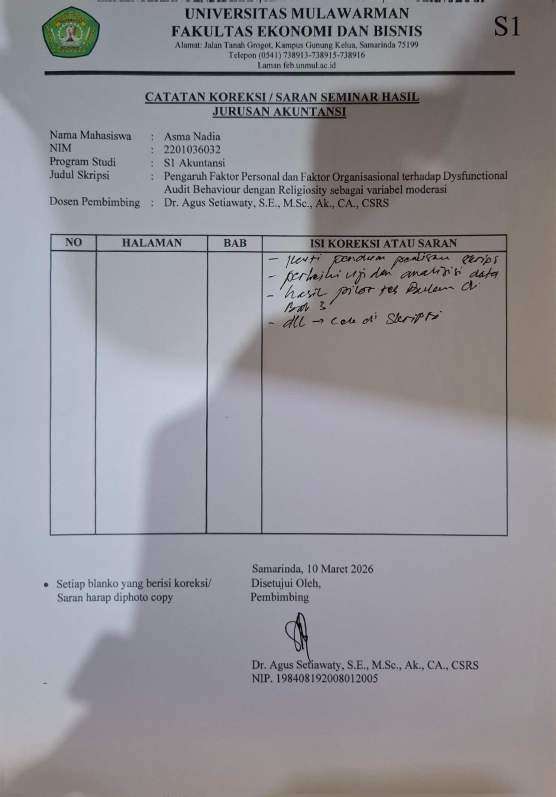 UNIVERSITAS MULAWARMAN
FAKULTAS EKONOMI DAN BISNIS
S1
Alamat: Jalan Tanah Grogot, Kampus Gunung Kelua, Samarinda 75199
Telepon (0541) 738913-738915-738916
Laman feb.unmul.ac.id
CATATAN KOREKSI / SARAN SEMINAR HASIL
JURUSAN AKUNTANSI
Nama Mahasiswa : Asma Nadia
NIM : 2201036032
Program Studi : S1 Akuntansi
Judul Skripsi : Pengaruh Faktor Personal dan Faktor Organisasional terhadap Dysfunctional
Audit Behaviour dengan Religiosity sebagai variabel moderasi
Dosen Pembimbing : Dr. Agus Setiawaty, S.E., M.Sc., Ak., CA., CSRS
NO HALAMAN BAB ISI KOREKSI ATAU SARAN
-
- uji dan analisis data
- hasil pilot tes di
Bab 3
- dll → di Skripsi
Samarinda, 10 Maret 2026
• Setiap blanko yang berisi koreksi/ Disetujui Oleh,
Saran harap diphoto copy Pembimbing
Dr. Agus Setiawaty, S.E., M.Sc., Ak., CA., CSRS
NIP. 198408192008012005